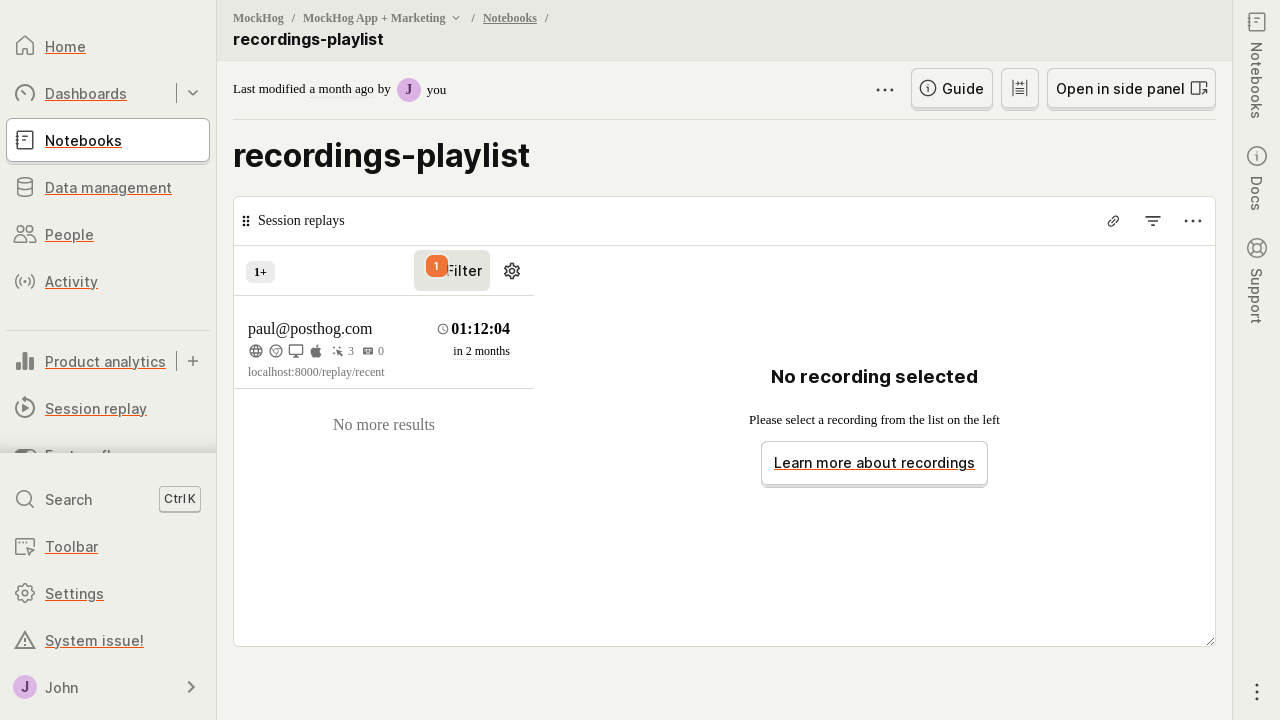 Home
Dashboards
Notebooks
Data management
People
Activity
Product analytics
Session replay
Search
Ctrl K
Toolbar
Settings
System issue!
J
John
MockHog / MockHog App + Marketing / Notebooks /
recordings-playlist
Last modified a month ago by J you
Guide
Open in side panel
recordings-playlist
Session replays
1+
1
Filter
paul@posthog.com
01:12:04
3
0
in 2 months
localhost:8000/replay/recent
No more results
No recording selected
Please select a recording from the list on the left
Learn more about recordings
Notebooks
Docs
Support